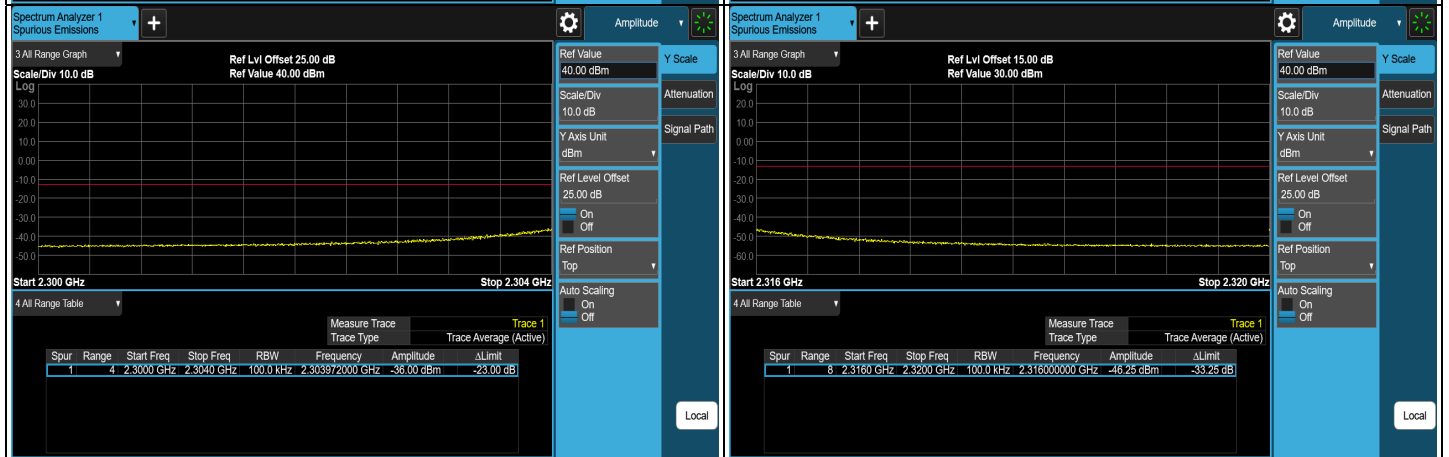 Spectrum Analyzer 1
Spurious Emissions
+
Amplitude
3 All Range Graph
Ref Lvl Offset 25.00 dB
Scale/Div 10.0 dB
Ref Value 40.00 dBm
Log
30.0
20.0
10.0
0.00
-10.0
-20.0
-30.0
-40.0
-50.0
Start 2.300 GHz
Stop 2.304 GHz
4 All Range Table
Measure Trace Trace 1
Trace Type Trace Average (Active)
Spur Range Start Freq Stop Freq RBW Frequency Amplitude ΔLimit
1 4 2.3000 GHz 2.3040 GHz 100.0 kHz 2.303972000 GHz -36.00 dBm -23.00 dB
Ref Value
40.00 dBm
Scale/Div
10.0 dB
Y Axis Unit
dBm
Ref Level Offset
25.00 dB
On
Off
Ref Position
Top
Auto Scaling
On
Off
Y Scale
Attenuation
Signal Path
Local
Spectrum Analyzer 1
Spurious Emissions
+
Amplitude
3 All Range Graph
Ref Lvl Offset 15.00 dB
Scale/Div 10.0 dB
Ref Value 30.00 dBm
Log
20.0
10.0
0.00
-10.0
-20.0
-30.0
-40.0
-50.0
-60.0
Start 2.316 GHz
Stop 2.320 GHz
4 All Range Table
Measure Trace Trace 1
Trace Type Trace Average (Active)
Spur Range Start Freq Stop Freq RBW Frequency Amplitude ΔLimit
1 8 2.3160 GHz 2.3200 GHz 100.0 kHz 2.316000000 GHz -46.25 dBm -33.25 dB
Ref Value
40.00 dBm
Scale/Div
10.0 dB
Y Axis Unit
dBm
Ref Level Offset
25.00 dB
On
Off
Ref Position
Top
Auto Scaling
On
Off
Y Scale
Attenuation
Signal Path
Local